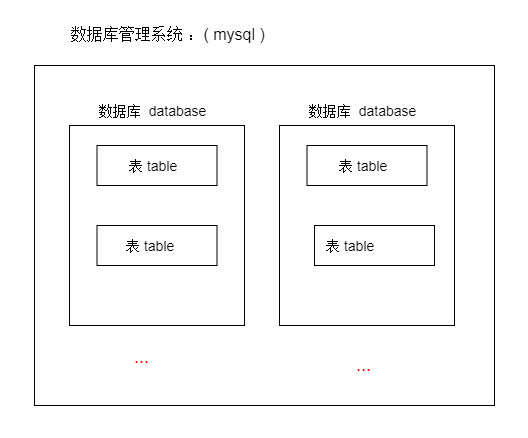 数据库管理系统：( mysql )
数据库 database
数据库 database
表 table
表 table
表 table
表 table
...
...